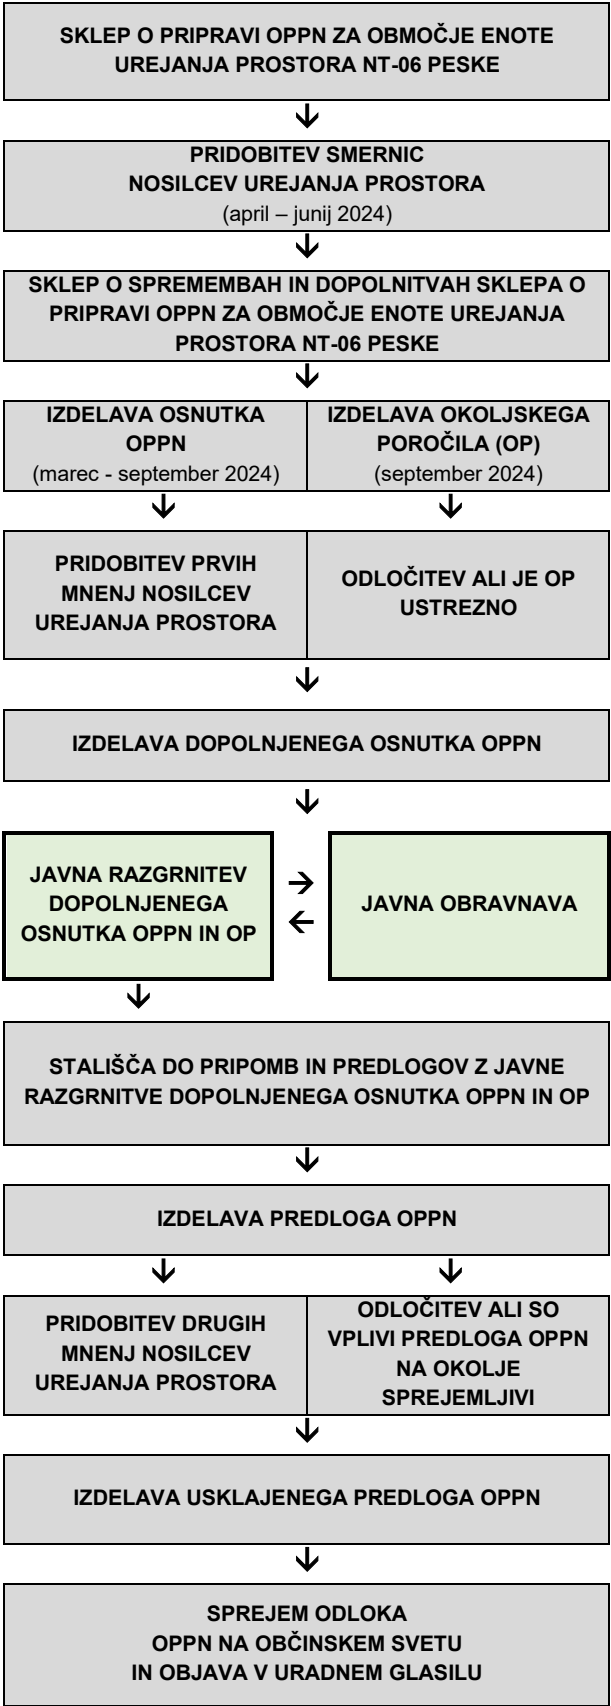 SKLEP O PRIPRAVI OPPN ZA OBMOČJE ENOTE
UREJANJA PROSTORA NT-06 PESKE
PRIDOBITEV SMERNIC
NOSILCEV UREJANJA PROSTORA
(april – junij 2024)
SKLEP O SPREMEMBAH IN DOPOLNITVAH SKLEPA O
PRIPRAVI OPPN ZA OBMOČJE ENOTE UREJANJA
PROSTORA NT-06 PESKE
IZDELAVA OSNUTKA
OPPN
(marec - september 2024)
IZDELAVA OKOLJSKEGA
POROČILA (OP)
(september 2024)
PRIDOBITEV PRVIH
MNENJ NOSILCEV
UREJANJA PROSTORA
ODLOČITEV ALI JE OP
USTREZNO
IZDELAVA DOPOLNJENEGA OSNUTKA OPPN
JAVNA RAZGRNITEV
DOPOLNJENEGA
OSNUTKA OPPN IN OP
JAVNA OBRAVNAVA
STALIŠČA DO PRIPOMB IN PREDLOGOV Z JAVNE
RAZGRNITVE DOPOLNJENEGA OSNUTKA OPPN IN OP
IZDELAVA PREDLOGA OPPN
PRIDOBITEV DRUGIH
MNENJ NOSILCEV
UREJANJA PROSTORA
ODLOČITEV ALI SO
VPLIVI PREDLOGA OPPN
NA OKOLJE
SPREJEMLJIVI
IZDELAVA USKLAJENEGA PREDLOGA OPPN
SPREJEM ODLOKA
OPPN NA OBČINSKEM SVETU
IN OBJAVA V URADNEM GLASILU